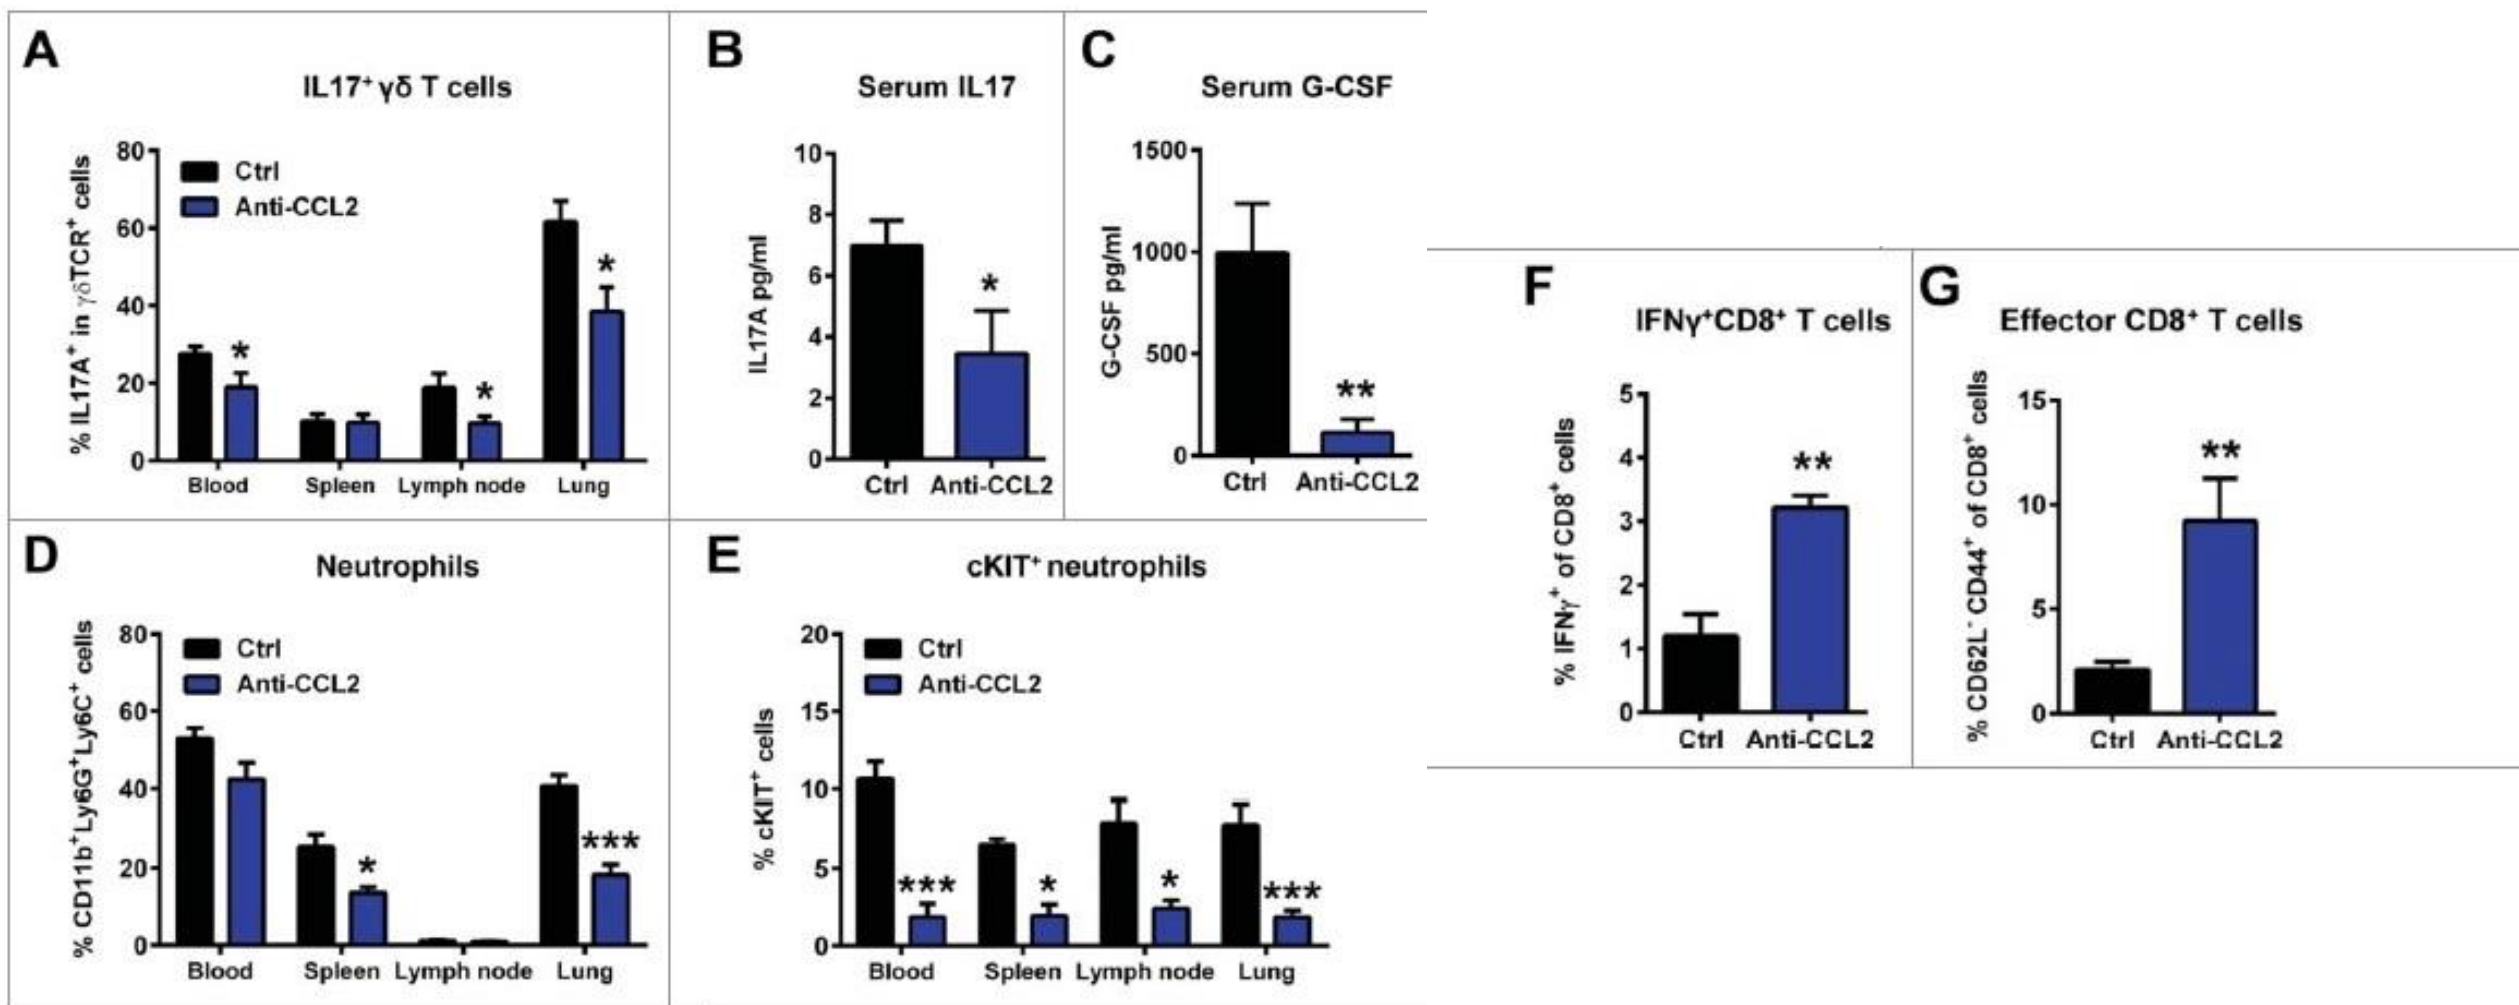 A
IL17⁺ γδ T cells
% IL17A⁺ in γδTCR⁺ cells
80
60
40
20
0
Ctrl
Anti-CCL2
*
*
*
Blood Spleen Lymph node Lung
B
Serum IL17
IL17A pg/ml
10
8
6
4
2
0
*
Ctrl Anti-CCL2
C
Serum G-CSF
G-CSF pg/ml
1500
1000
500
0
**
Ctrl Anti-CCL2
D
Neutrophils
% CD11b⁺Ly6G⁺Ly6C⁺ cells
80
60
40
20
0
Ctrl
Anti-CCL2
*
***
Blood Spleen Lymph node Lung
E
cKIT⁺ neutrophils
% cKIT⁺ cells
20
15
10
5
0
Ctrl
Anti-CCL2
*** * * ***
Blood Spleen Lymph node Lung
F
IFNγ⁺CD8⁺ T cells
% IFNγ⁺ of CD8⁺ cells
5
4
3
2
1
0
**
Ctrl Anti-CCL2
G
Effector CD8⁺ T cells
% CD62L⁻ CD44⁺ of CD8⁺ cells
15
10
5
0
**
Ctrl Anti-CCL2